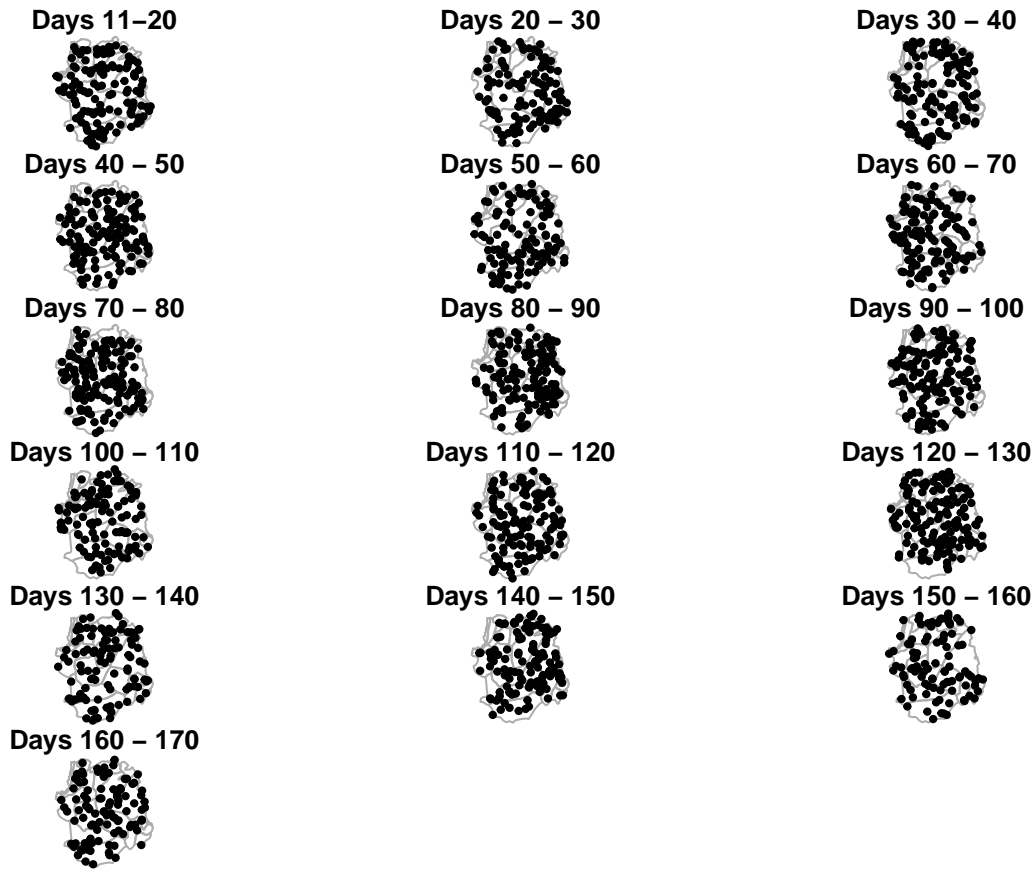 Days 11−20
Days 20 − 30
Days 30 − 40
Days 40 − 50
Days 50 − 60
Days 60 − 70
Days 70 − 80
Days 80 − 90
Days 90 − 100
Days 100 − 110
Days 110 − 120
Days 120 − 130
Days 130 − 140
Days 140 − 150
Days 150 − 160
Days 160 − 170